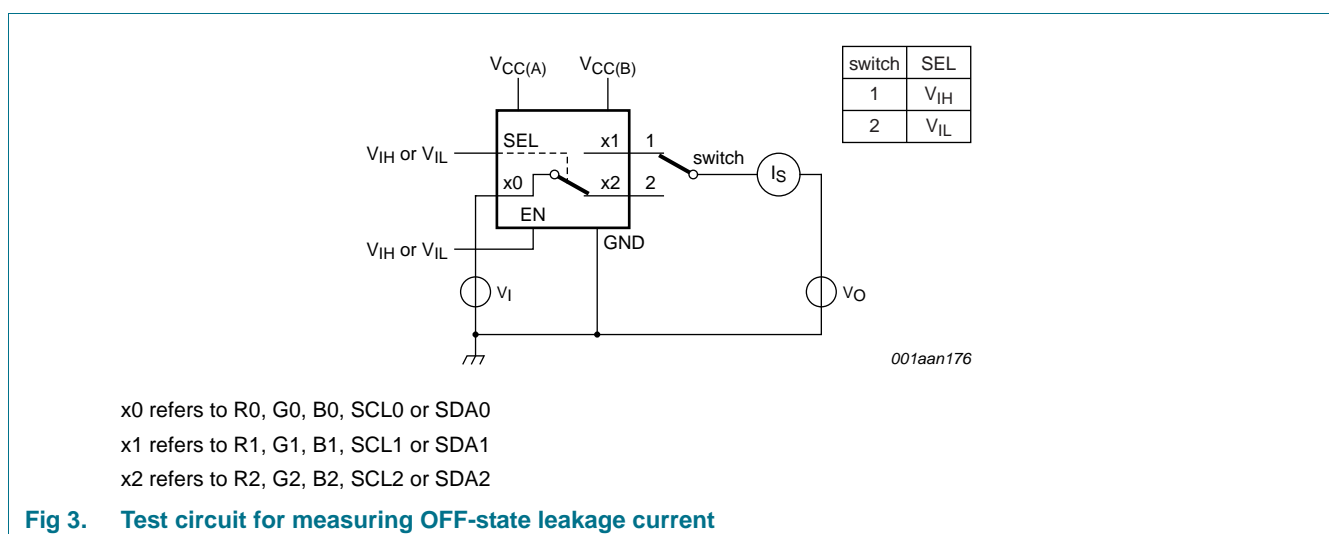 VCC(A) VCC(B)
switch SEL
1 VIH
2 VIL
VIH or VIL
SEL x1 1
switch
IS
x0 x2 2
EN
VIH or VIL
GND
VI
VO
001aan176
x0 refers to R0, G0, B0, SCL0 or SDA0
x1 refers to R1, G1, B1, SCL1 or SDA1
x2 refers to R2, G2, B2, SCL2 or SDA2
Fig 3. Test circuit for measuring OFF-state leakage current